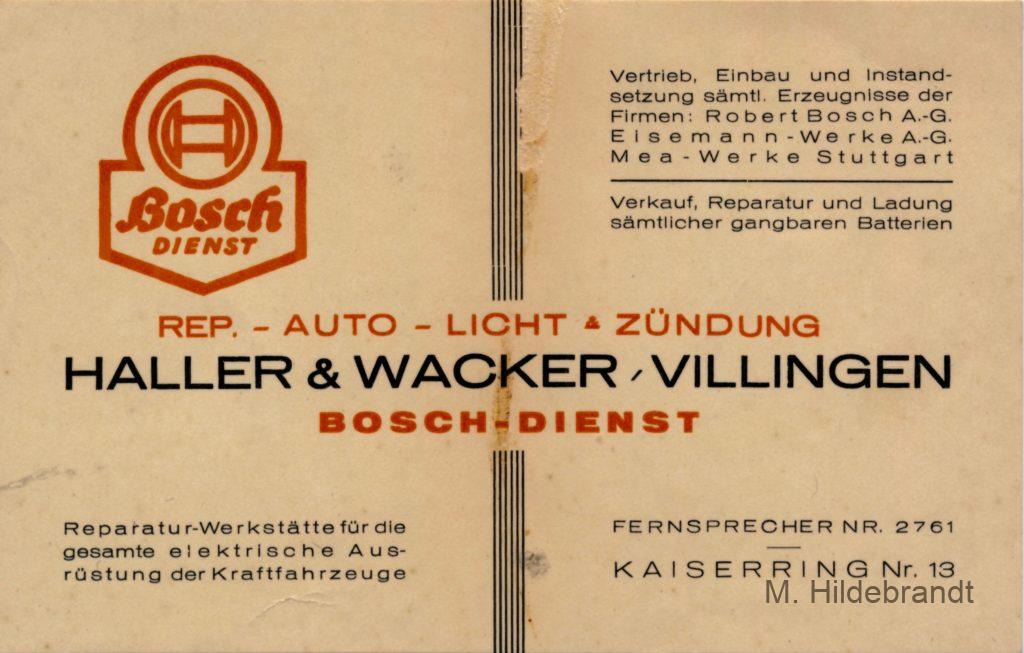 Bosch
DIENST
Vertrieb, Einbau und Instand-
setzung sämtl. Erzeugnisse der
Firmen: Robert Bosch A.-G.
Eisemann-Werke A.-G.
Mea-Werke Stuttgart
Verkauf, Reparatur und Ladung
sämtlicher gangbaren Batterien
REP. - AUTO - LICHT & ZÜNDUNG
HALLER & WACKER / VILLINGEN
BOSCH-DIENST
Reparatur-Werkstätte für die
gesamte elektrische Aus-
rüstung der Kraftfahrzeuge
FERNSPRECHER NR. 2761
KAISERRING Nr. 13
M. Hildebrandt